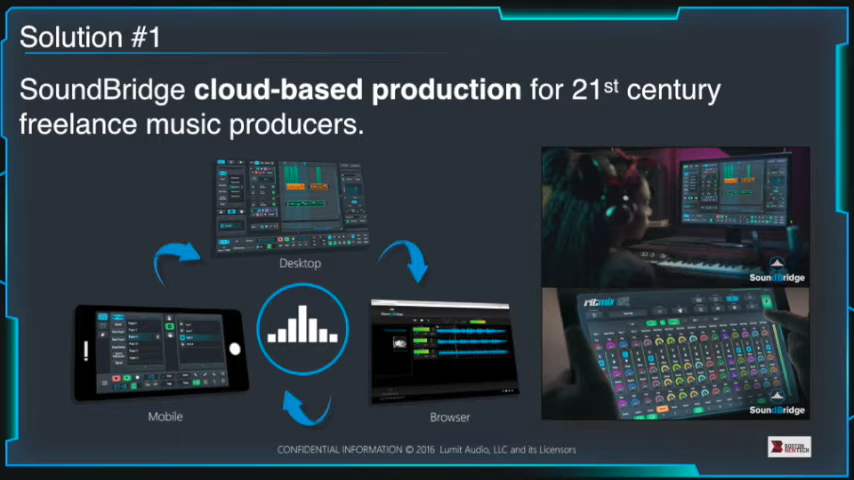 Solution #1
SoundBridge cloud-based production for 21st century
freelance music producers.
Desktop
Mobile
Browser
SoundBridge
ritmix
SoundBridge
CONFIDENTIAL INFORMATION © 2016 Lumit Audio, LLC and its Licensors
BOSTON
NEWTECH